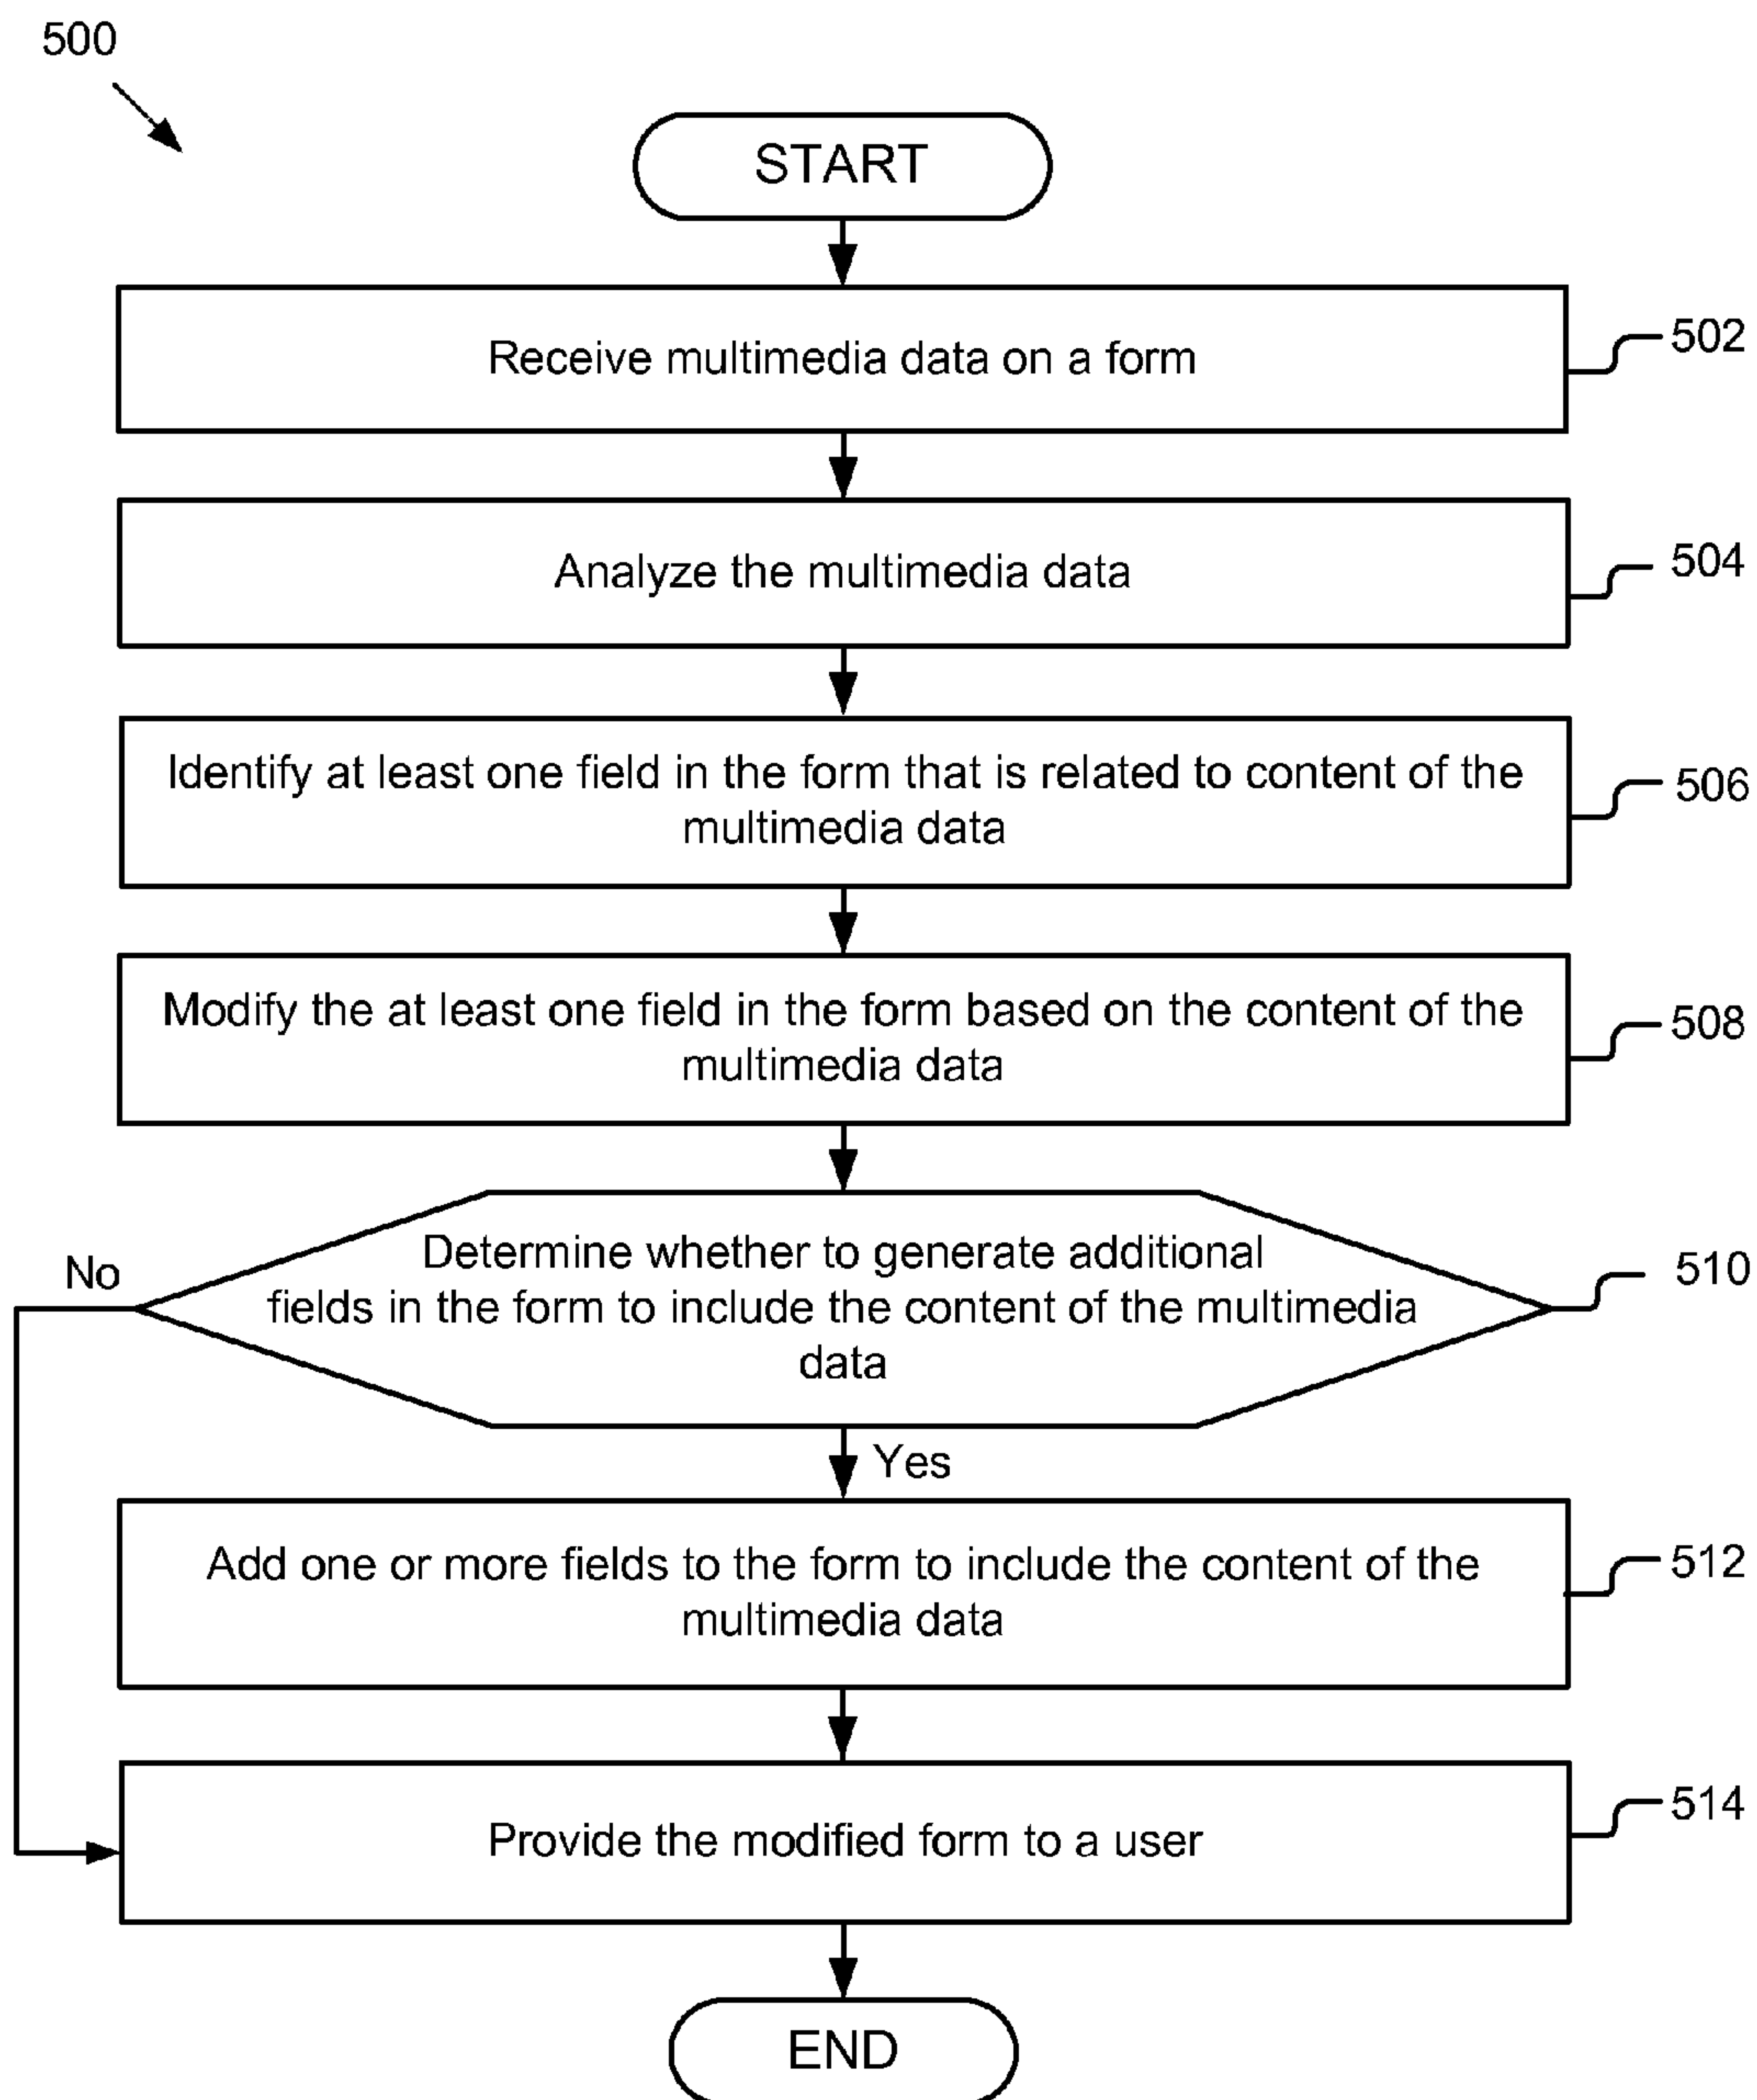 500
START
Receive multimedia data on a form
502
Analyze the multimedia data
504
Identify at least one field in the form that is related to content of the
multimedia data
506
Modify the at least one field in the form based on the content of the
multimedia data
508
Determine whether to generate additional
fields in the form to include the content of the multimedia
data
510
No
Yes
Add one or more fields to the form to include the content of the
multimedia data
512
Provide the modified form to a user
514
END